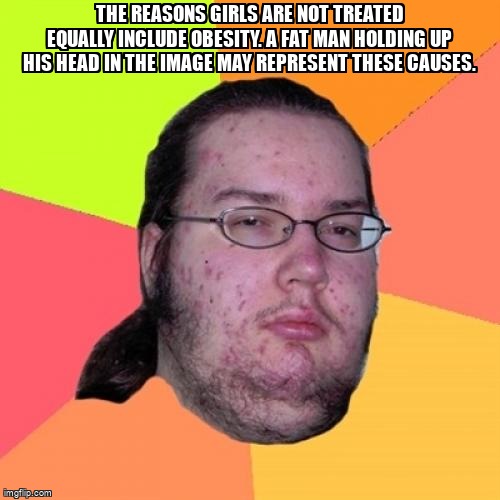 THE REASONS GIRLS ARE NOT TREATED
EQUALLY INCLUDE OBESITY. A FAT MAN HOLDING UP
HIS HEAD IN THE IMAGE MAY REPRESENT THESE CAUSES.
imgflip.com